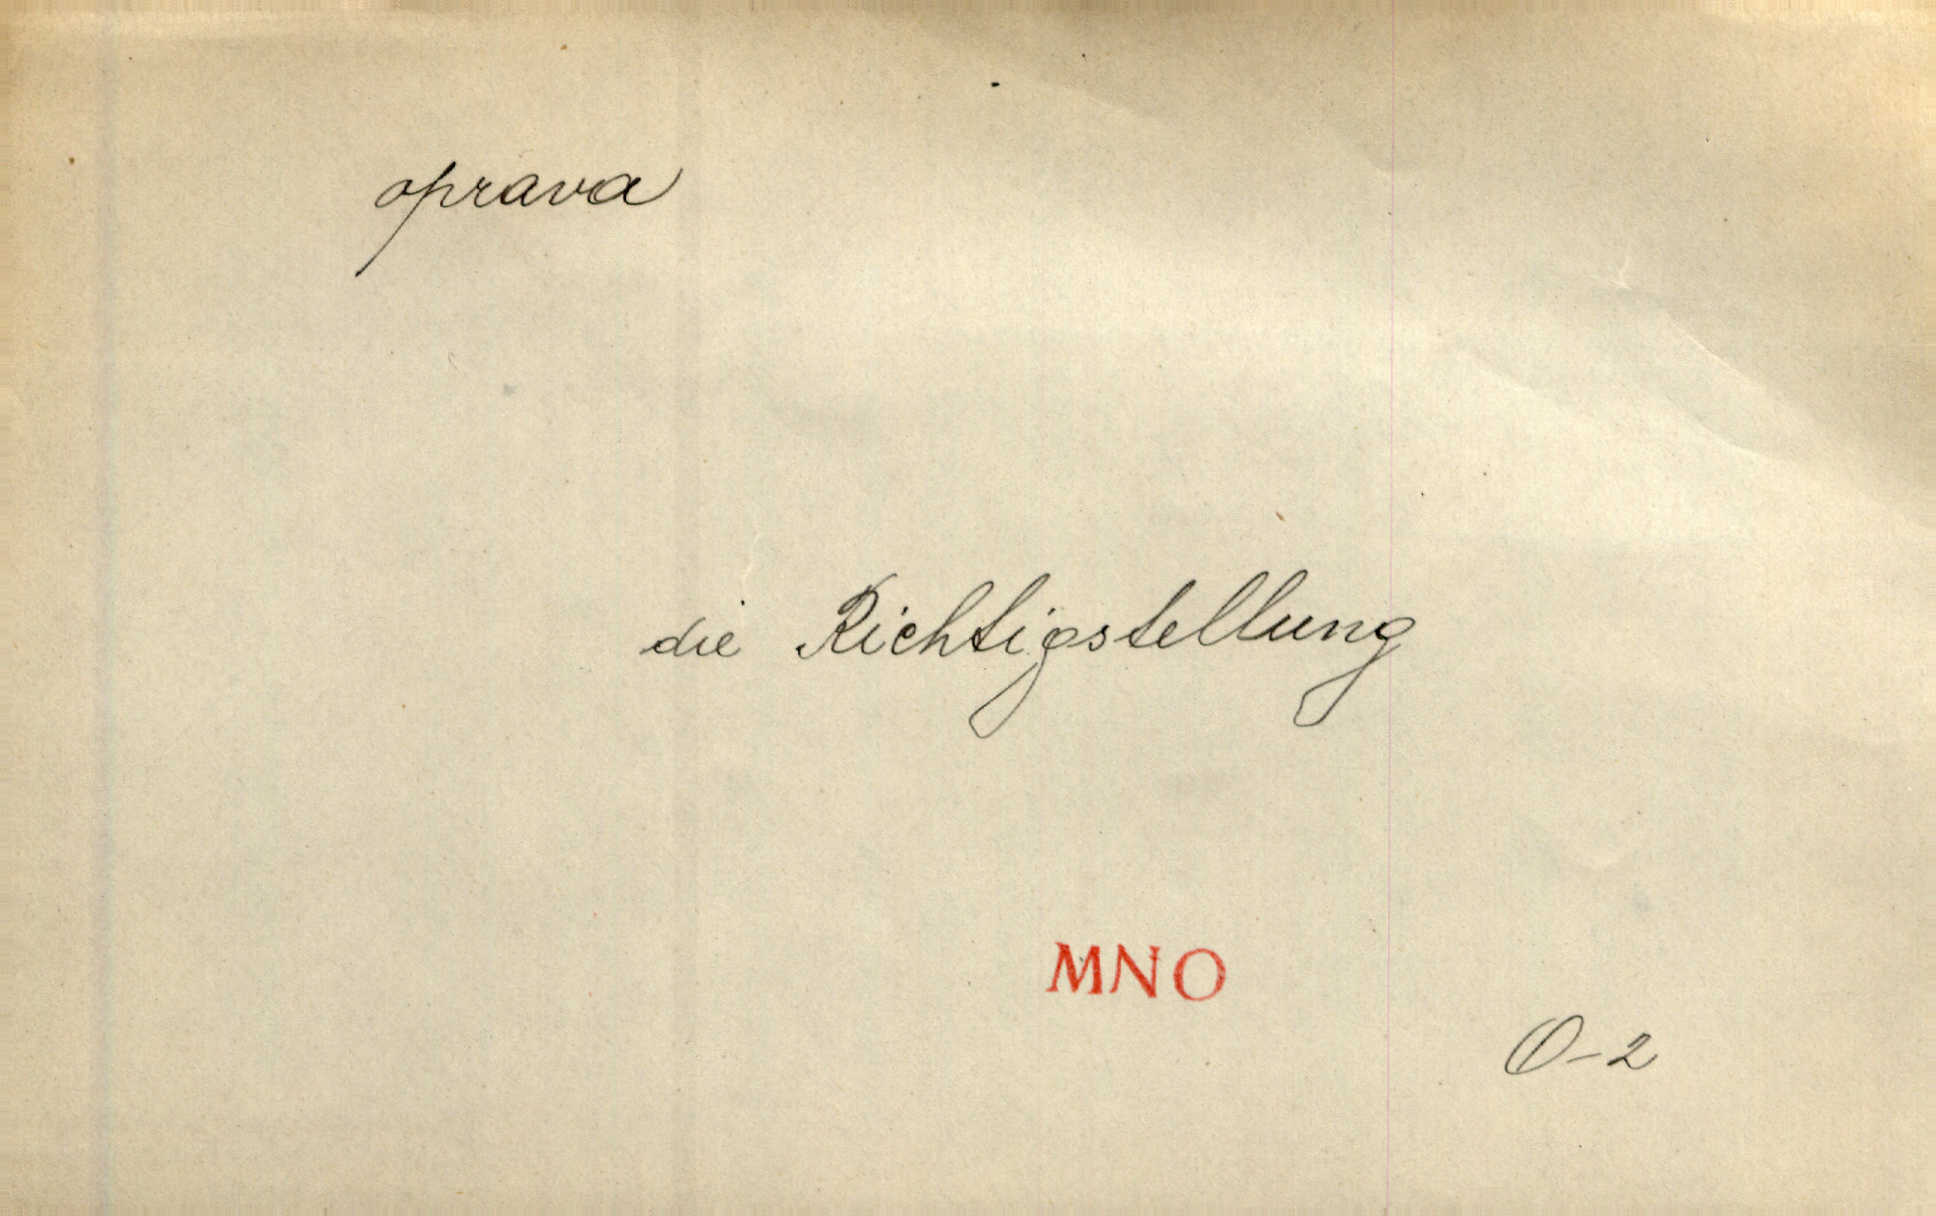 oprava
die Richtigstellung
MNO
O-2